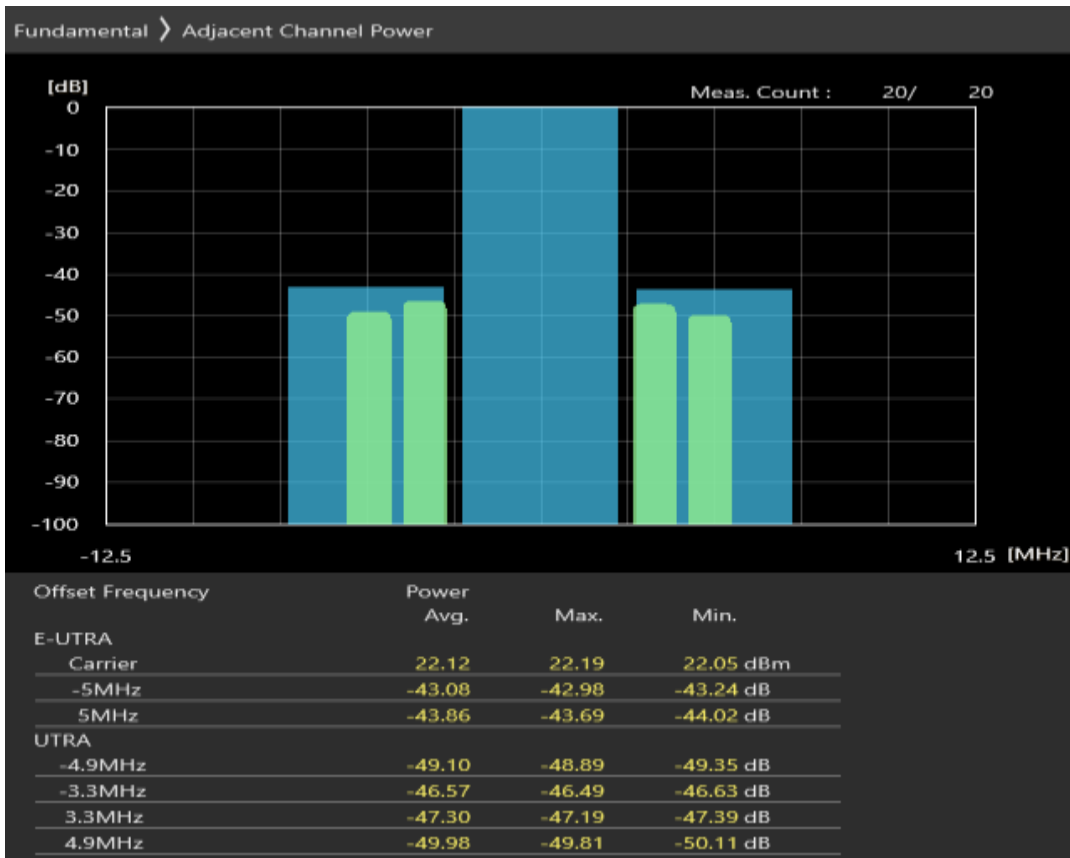 Fundamental 》 Adjacent Channel Power
[dB]
Meas. Count : 20/ 20
0
-10
-20
-30
-40
-50
-60
-70
-80
-90
-100
-12.5 12.5 [MHz]
Offset Frequency Power
Avg. Max. Min.
E-UTRA
Carrier 22.12 22.19 22.05 dBm
-5MHz -43.08 -42.98 -43.24 dB
5MHz -43.86 -43.69 -44.02 dB
UTRA
-4.9MHz -49.10 -48.89 -49.35 dB
-3.3MHz -46.57 -46.49 -46.63 dB
3.3MHz -47.30 -47.19 -47.39 dB
4.9MHz -49.98 -49.81 -50.11 dB